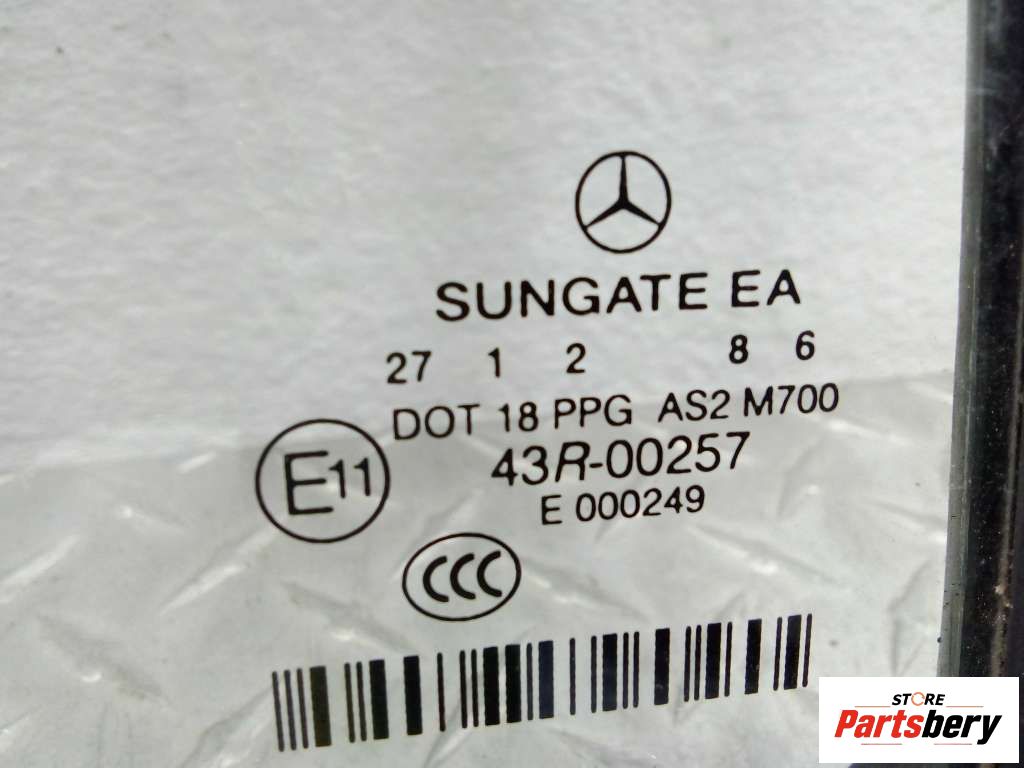 SUNGATE EA
27 1 2 8 6
DOT 18 PPG AS2 M700
E11
43R-00257
E 000249
CCC
STORE
Partsbery